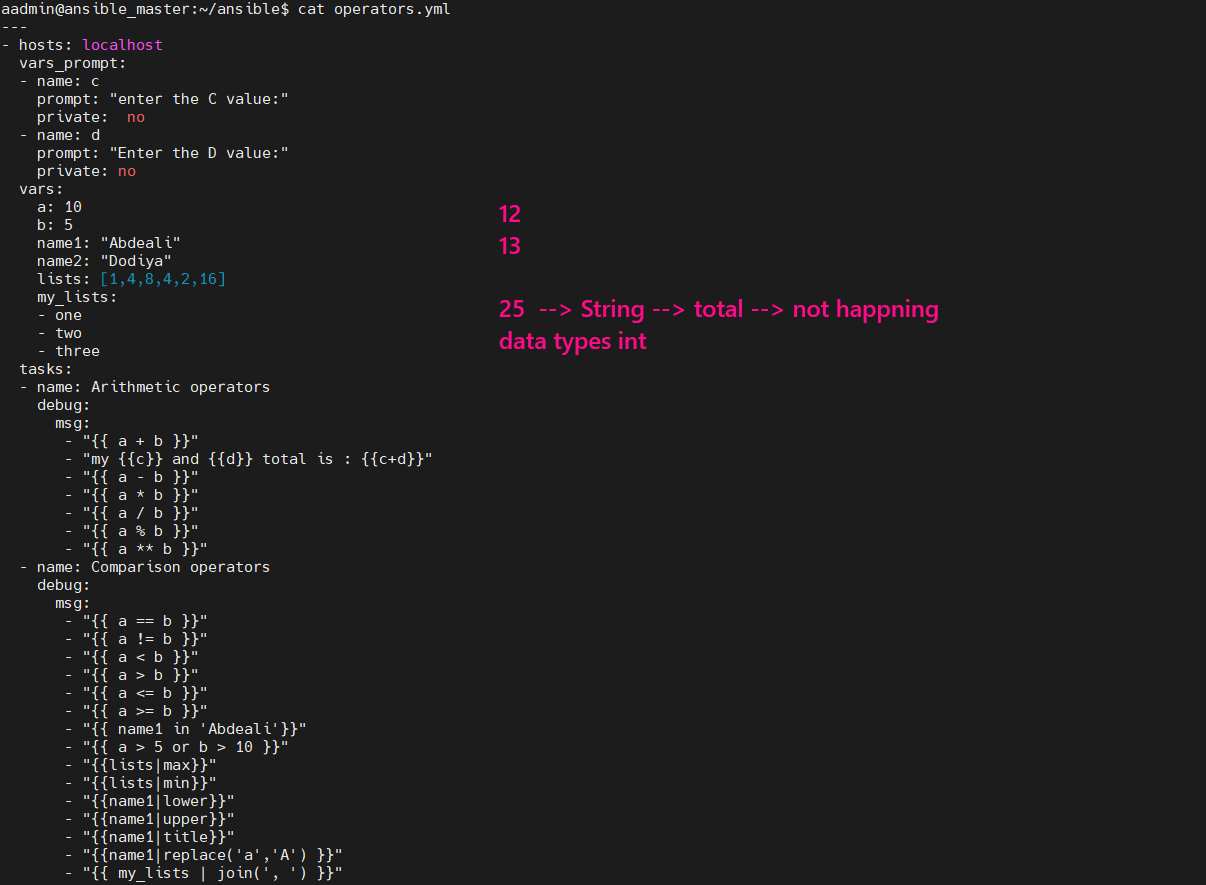 aadmin@ansible_master:~/ansible$ cat operators.yml
---
- hosts: localhost
  vars_prompt:
  - name: c
    prompt: "enter the C value:"
    private:  no
  - name: d
    prompt: "Enter the D value:"
    private: no
  vars:
    a: 10
    b: 5
    name1: "Abdeali"
    name2: "Dodiya"
    lists: [1,4,8,4,2,16]
    my_lists:
    - one
    - two
    - three
  tasks:
  - name: Arithmetic operators
    debug:
      msg:
       - "{{ a + b }}"
       - "my {{c}} and {{d}} total is : {{c+d}}"
       - "{{ a - b }}"
       - "{{ a * b }}"
       - "{{ a / b }}"
       - "{{ a % b }}"
       - "{{ a ** b }}"
  - name: Comparison operators
    debug:
      msg:
       - "{{ a == b }}"
       - "{{ a != b }}"
       - "{{ a < b }}"
       - "{{ a > b }}"
       - "{{ a <= b }}"
       - "{{ a >= b }}"
       - "{{ name1 in 'Abdeali'}}"
       - "{{ a > 5 or b > 10 }}"
       - "{{lists|max}}"
       - "{{lists|min}}"
       - "{{name1|lower}}"
       - "{{name1|upper}}"
       - "{{name1|title}}"
       - "{{name1|replace('a','A') }}"
       - "{{ my_lists | join(', ') }}"
12
13
25 --> String --> total --> not happning
data types int